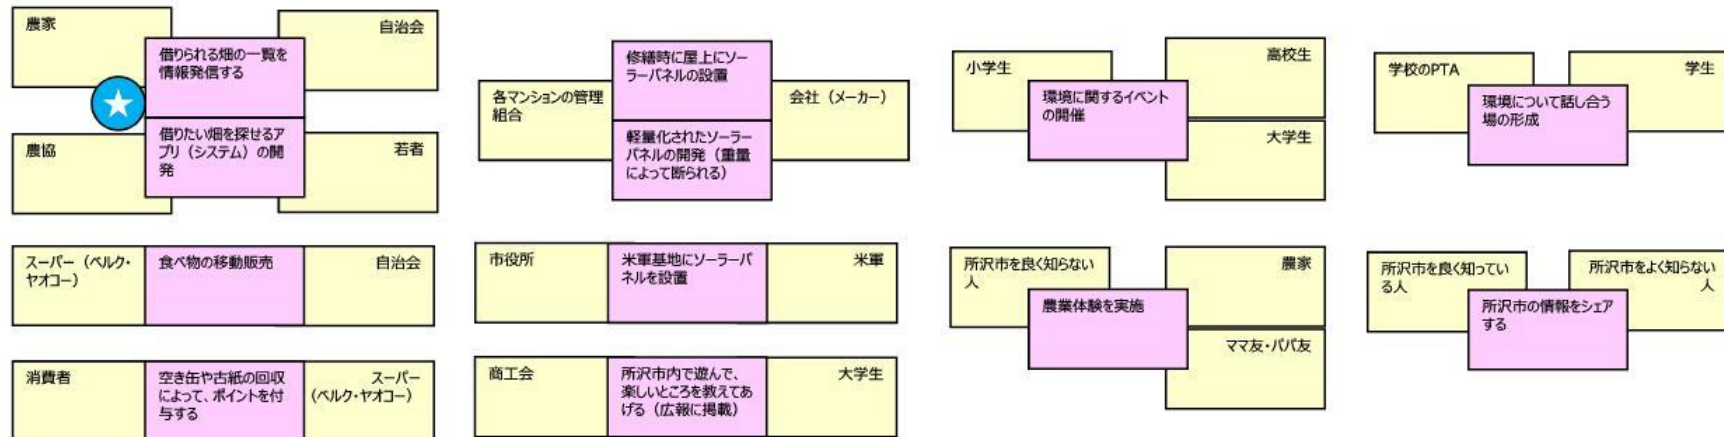 農家
自治会
借りられる畑の一覧を
情報発信する
借りたい畑を探せるア
プリ（システム）の開
発
農協
若者
各マンションの管理
組合
修繕時に屋上にソー
ラーパネルの設置
軽量化されたソーラー
パネルの開発（重量
によって断られる）
会社（メーカー）
小学生
環境に関するイベント
の開催
高校生
大学生
学校のPTA
環境について話し合う
場の形成
学生
スーパー（ベルク・
ヤオコー）
食べ物の移動販売
自治会
市役所
米軍基地にソーラーパ
ネルを設置
米軍
所沢市を良く知らない
人
農業体験を実施
農家
ママ友・パパ友
所沢市を良く知ってい
る人
所沢市の情報をシェア
する
所沢市をよく知らない
人
消費者
空き缶や古紙の回収
によって、ポイントを付
与する
スーパー
（ベルク・ヤオコー）
商工会
所沢市内で遊んで、
楽しいところを教えてあ
げる（広報に掲載）
大学生